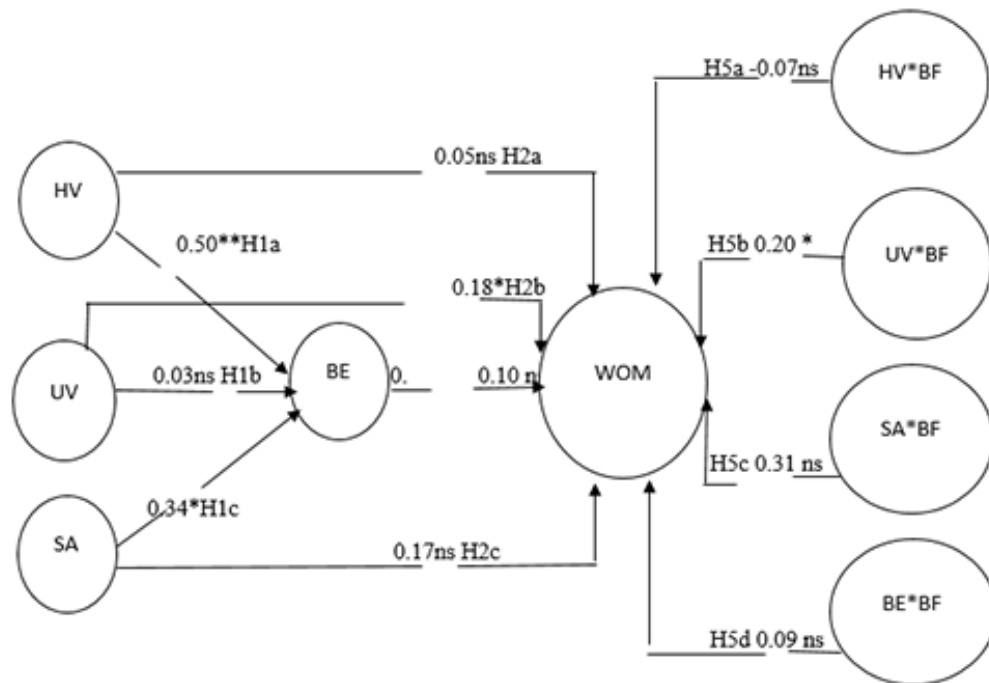 H5a -0.07ns
HV*BF
0.05ns H2a
HV
0.50**H1a
H5b 0.20 *
UV*BF
0.18*H2b
BE
WOM
UV
0.03ns H1b
0.
0.10 n
SA*BF
H5c 0.31 ns
0.34*H1c
SA
0.17ns H2c
BE*BF
H5d 0.09 ns